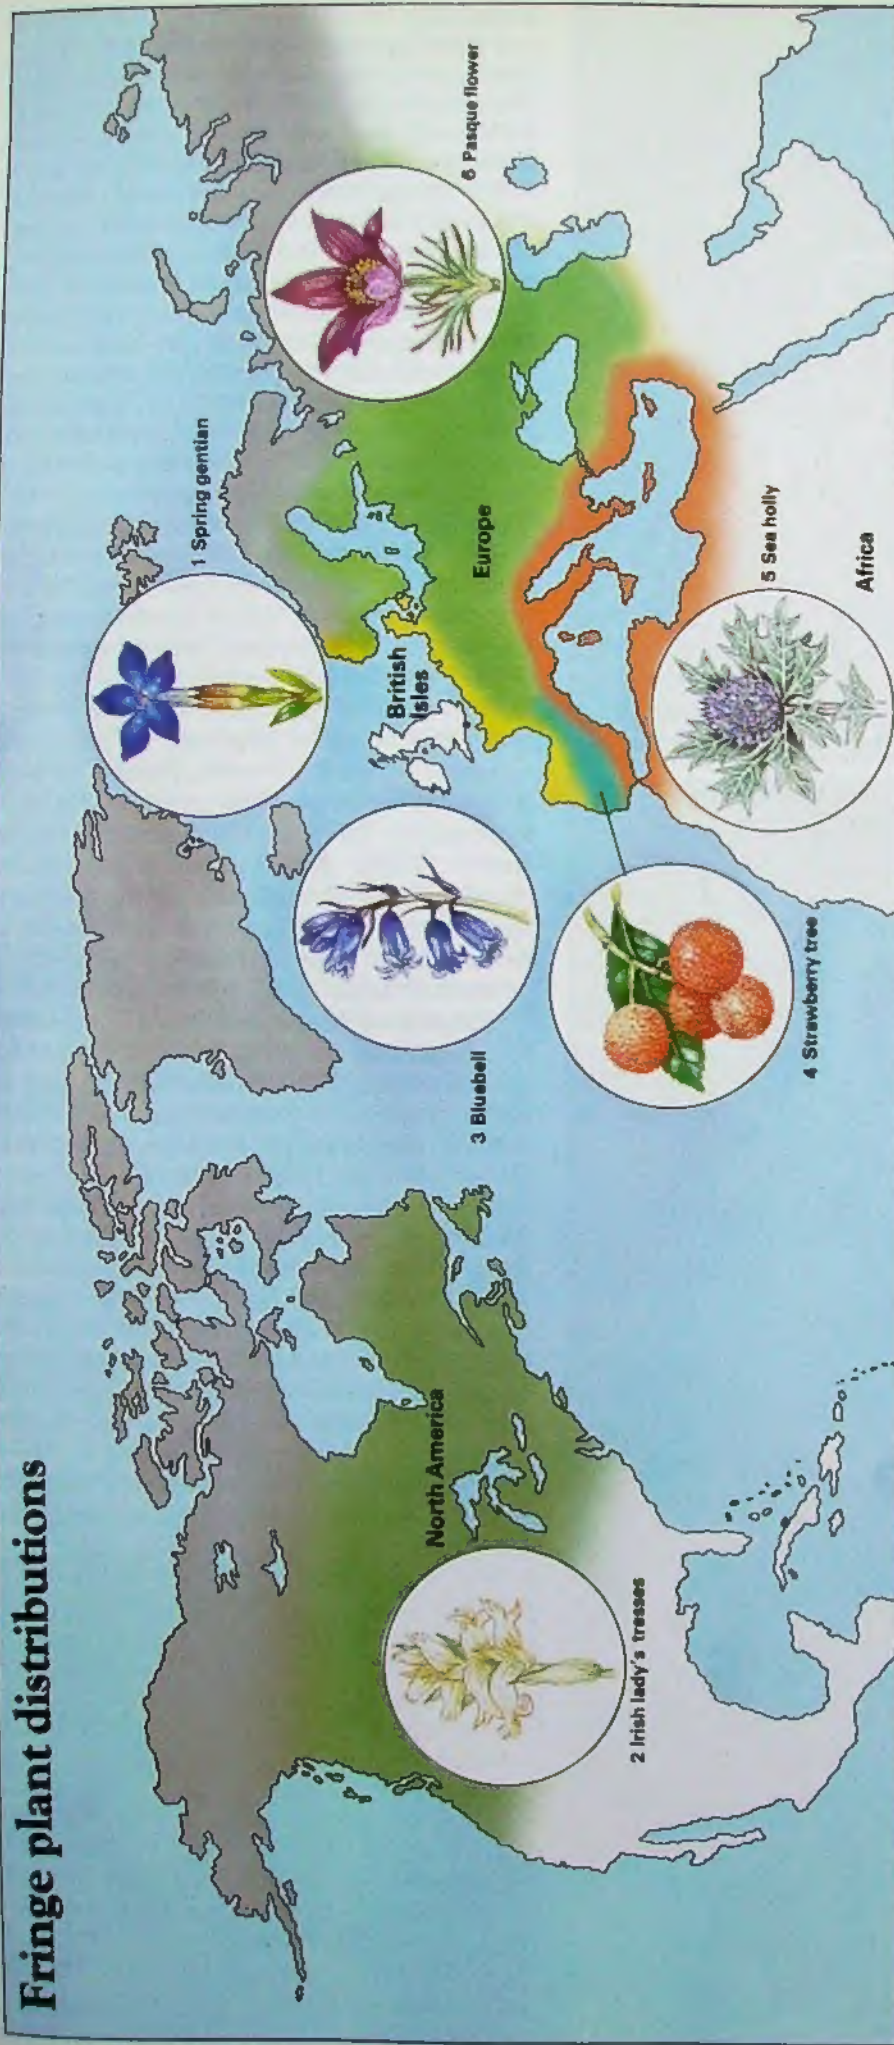 Fringe plant distributions
1 Spring gentian
6 Pasque flower
3 Bluebell
British
Isles
Europe
North America
2 Irish lady's tresses
4 Strawberry tree
5 Sea holly
Africa